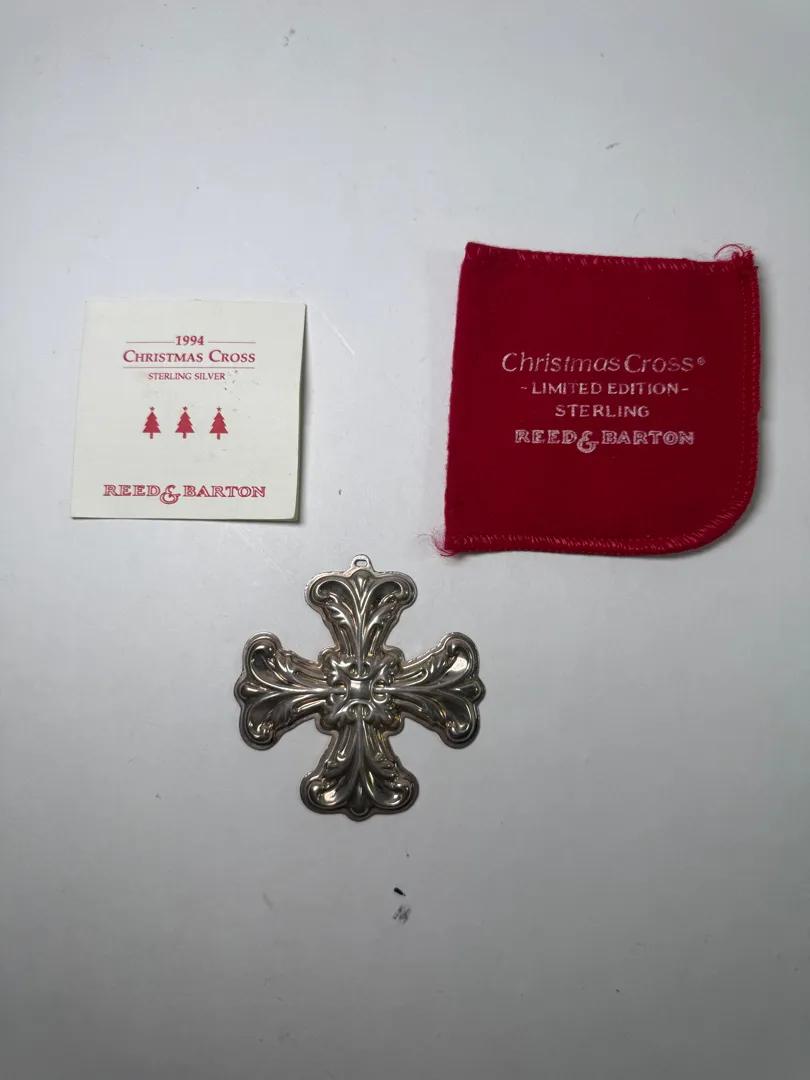 1994
CHRISTMAS CROSS
STERLING SILVER
REED & BARTON
Christmas Cross®
- LIMITED EDITION -
STERLING
REED & BARTON